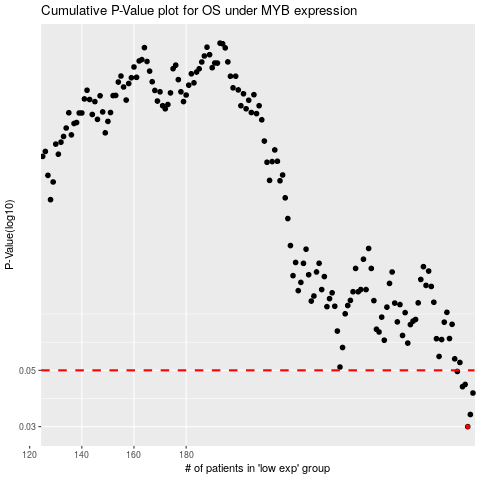 Cumulative P-Value plot for OS under MYB expression
P-Value(log10)
0.05
0.03
120
140
160
180
# of patients in 'low exp' group